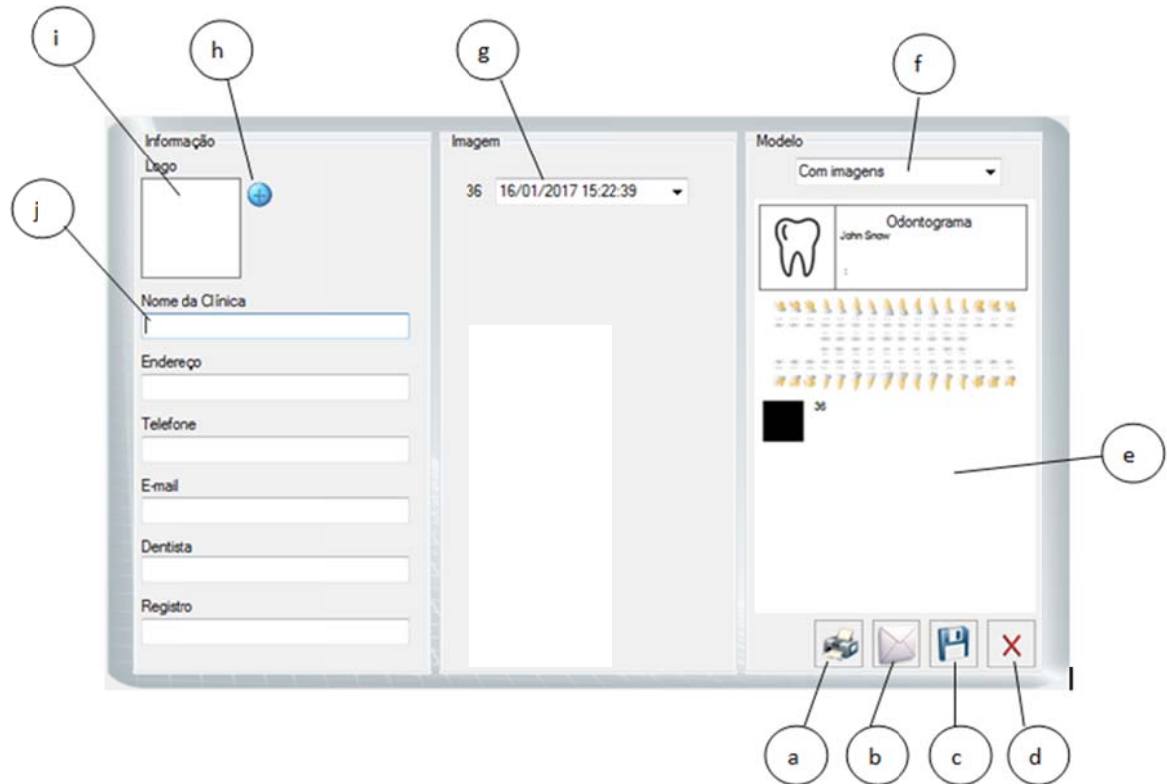 i
h
g
f
j
e
Informação
Logo
Nome da Clínica
Endereço
Telefone
E-mail
Dentista
Registro
Imagem
36 16/01/2017 15:22:39
Modelo
Com imagens
Odontograma
John Snow
:
36
a
b
c
d